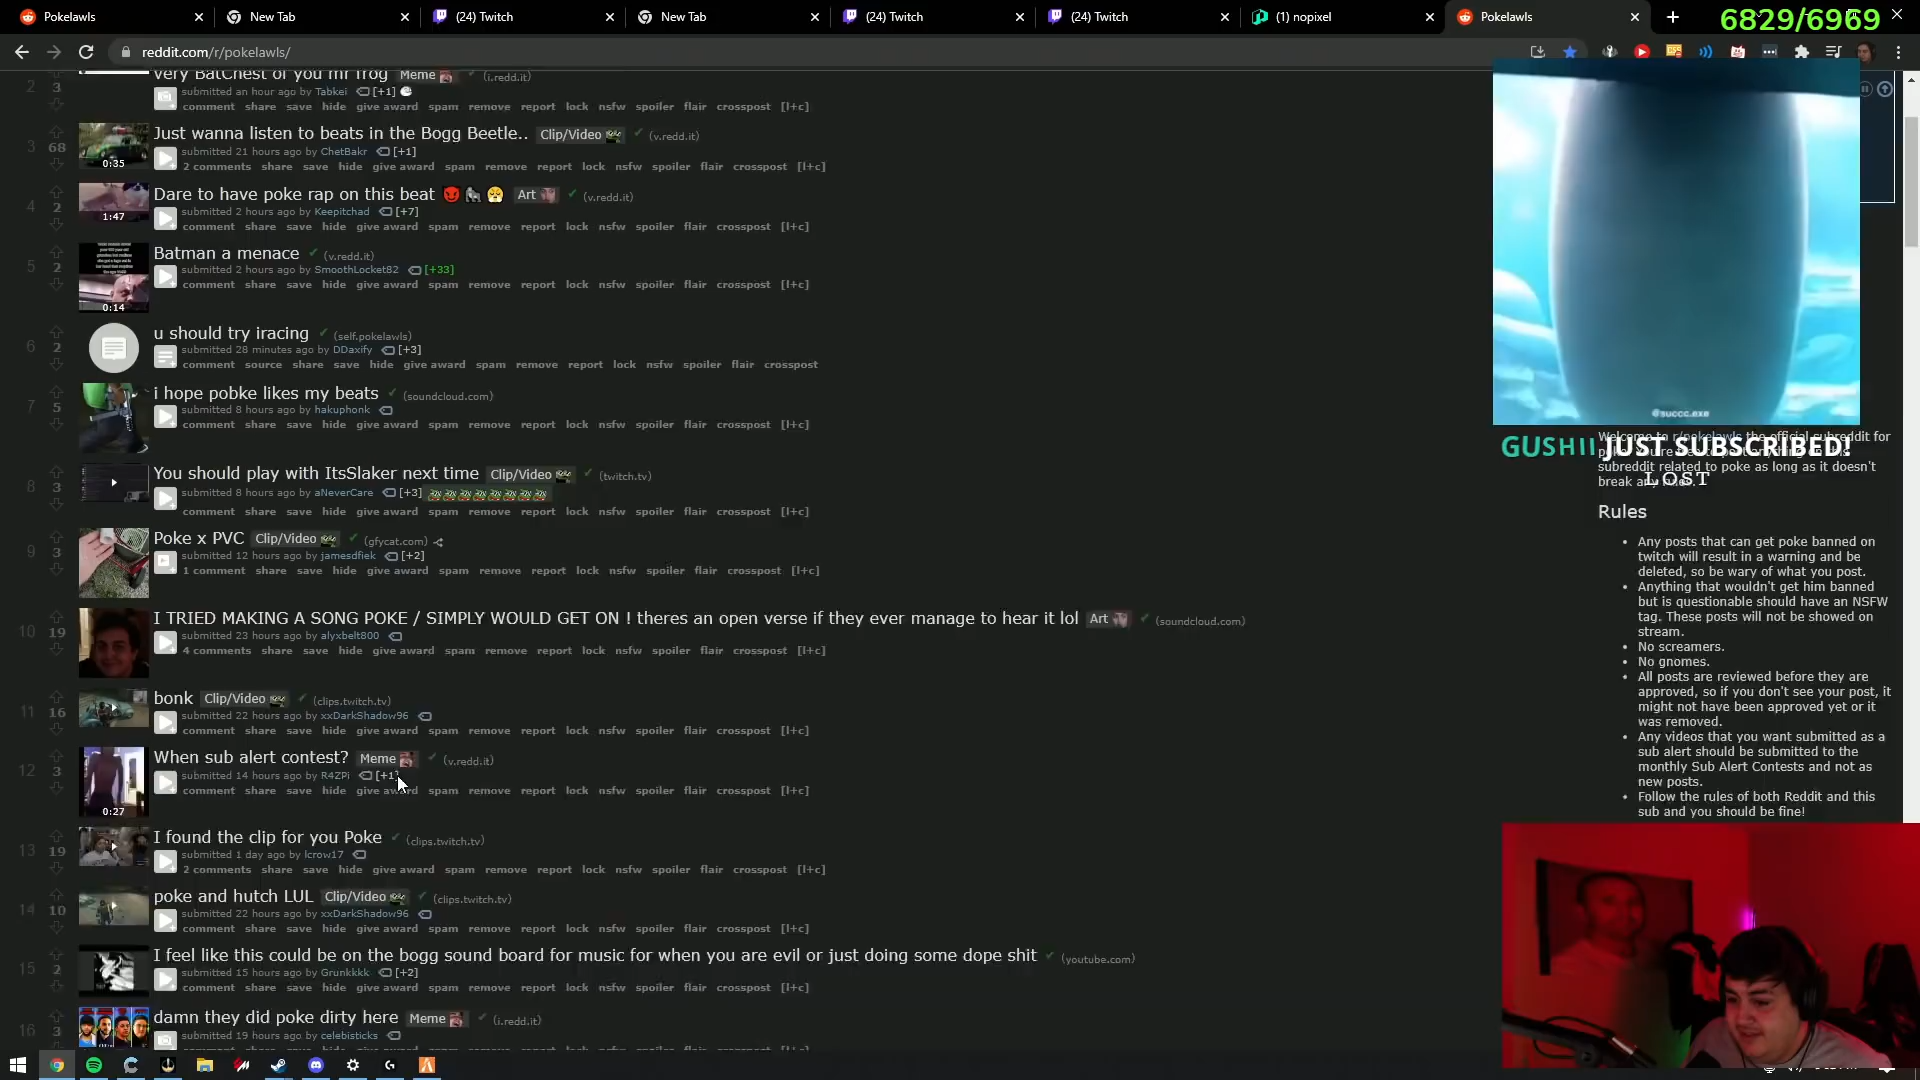 Pokelawls
New Tab
(24) Twitch
New Tab
(24) Twitch
(24) Twitch
(1) nopixel
Pokelawls
6829/6969
reddit.com/r/pokelawls/
2
3
very BatChest of you mr frog Meme (i.redd.it)
submitted an hour ago by Tabkei [+1]
comment share save hide give award spam remove report lock nsfw spoiler flair crosspost [l+c]
3
68
0:35
Just wanna listen to beats in the Bogg Beetle.. Clip/Video (v.redd.it)
submitted 21 hours ago by ChetBakr [+1]
2 comments share save hide give award spam remove report lock nsfw spoiler flair crosspost [l+c]
4
2
1:47
Dare to have poke rap on this beat 😈 🦍 😤 Art (v.redd.it)
submitted 2 hours ago by Keepitchad [+7]
comment share save hide give award spam remove report lock nsfw spoiler flair crosspost [l+c]
5
2
0:14
Batman a menace (v.redd.it)
submitted 2 hours ago by SmoothLocket82 [+33]
comment share save hide give award spam remove report lock nsfw spoiler flair crosspost [l+c]
6
2
u should try iracing (self.pokelawls)
submitted 28 minutes ago by DDaxify [+3]
comment source share save hide give award spam remove report lock nsfw spoiler flair crosspost
7
5
i hope pobke likes my beats (soundcloud.com)
submitted 8 hours ago by hakuphonk
comment share save hide give award spam remove report lock nsfw spoiler flair crosspost [l+c]
8
3
You should play with ItsSlaker next time Clip/Video (twitch.tv)
submitted 8 hours ago by aNeverCare [+3]
comment share save hide give award spam remove report lock nsfw spoiler flair crosspost [l+c]
9
3
Poke x PVC Clip/Video (gfycat.com)
submitted 12 hours ago by jamesdfiek [+2]
1 comment share save hide give award spam remove report lock nsfw spoiler flair crosspost [l+c]
10
19
I TRIED MAKING A SONG POKE / SIMPLY WOULD GET ON ! theres an open verse if they ever manage to hear it lol Art (soundcloud.com)
submitted 23 hours ago by alyxbelt800
4 comments share save hide give award spam remove report lock nsfw spoiler flair crosspost [l+c]
11
16
bonk Clip/Video (clips.twitch.tv)
submitted 22 hours ago by xxDarkShadow96
comment share save hide give award spam remove report lock nsfw spoiler flair crosspost [l+c]
12
3
0:27
When sub alert contest? Meme (v.redd.it)
submitted 14 hours ago by R4ZPi [+1]
comment share save hide give award spam remove report lock nsfw spoiler flair crosspost [l+c]
13
19
I found the clip for you Poke (clips.twitch.tv)
submitted 1 day ago by lcrow17
2 comments share save hide give award spam remove report lock nsfw spoiler flair crosspost [l+c]
14
10
poke and hutch LUL Clip/Video (clips.twitch.tv)
submitted 22 hours ago by xxDarkShadow96
comment share save hide give award spam remove report lock nsfw spoiler flair crosspost [l+c]
15
2
I feel like this could be on the bogg sound board for music for when you are evil or just doing some dope shit (youtube.com)
submitted 15 hours ago by Grunkkkk [+2]
comment share save hide give award spam remove report lock nsfw spoiler flair crosspost [l+c]
16
3
damn they did poke dirty here Meme (i.redd.it)
submitted 19 hours ago by celebisticks
@succc.exe
GUSHII JUST SUBSCRIBED!
LOST
Welcome to r/pokelawls the official subreddit for
subreddit related to poke as long as it doesn't
break any rules.
Rules
Any posts that can get poke banned on
twitch will result in a warning and be
deleted, so be wary of what you post.
Anything that wouldn't get him banned
but is questionable should have an NSFW
tag. These posts will not be showed on
stream.
No screamers.
No gnomes.
All posts are reviewed before they are
approved, so if you don't see your post, it
might not have been approved yet or it
was removed.
Any videos that you want submitted as a
sub alert should be submitted to the
monthly Sub Alert Contests and not as
new posts.
Follow the rules of both Reddit and this
sub and you should be fine!